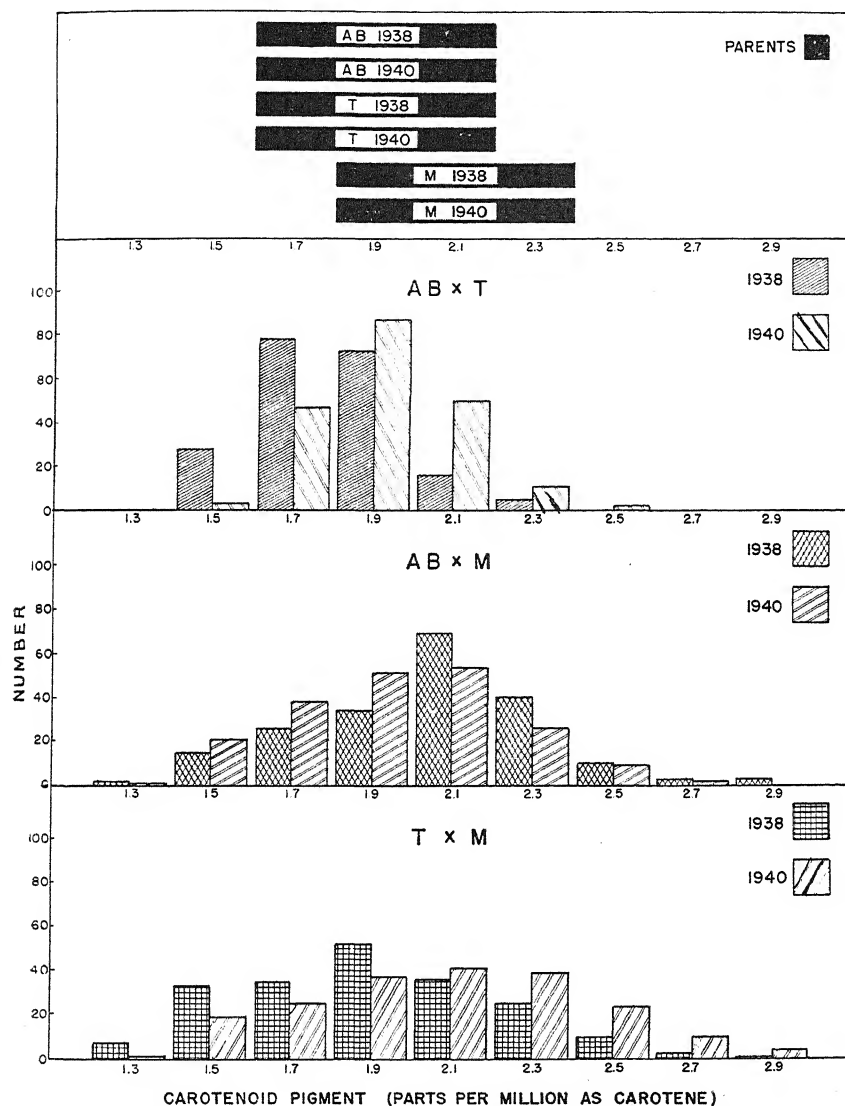 AB 1938
PARENTS
AB 1940
T 1938
T 1940
M 1938
M 1940
1.3 1.5 1.7 1.9 2.1 2.3 2.5 2.7 2.9
AB × T
1938
1940
100
80
80
40
20
0
1.3 1.5 1.7 1.9 2.1 2.3 2.5 2.7 2.9
AB × M
1938
1940
100
80
60
40
20
0
1.3 1.5 1.7 1.9 2.1 2.3 2.5 2.7 2.9
NUMBER
T × M
1938
1940
100
80
60
40
20
0
1.3 1.5 1.7 1.9 2.1 2.3 2.5 2.7 2.9
CAROTENOID PIGMENT (PARTS PER MILLION AS CAROTENE)